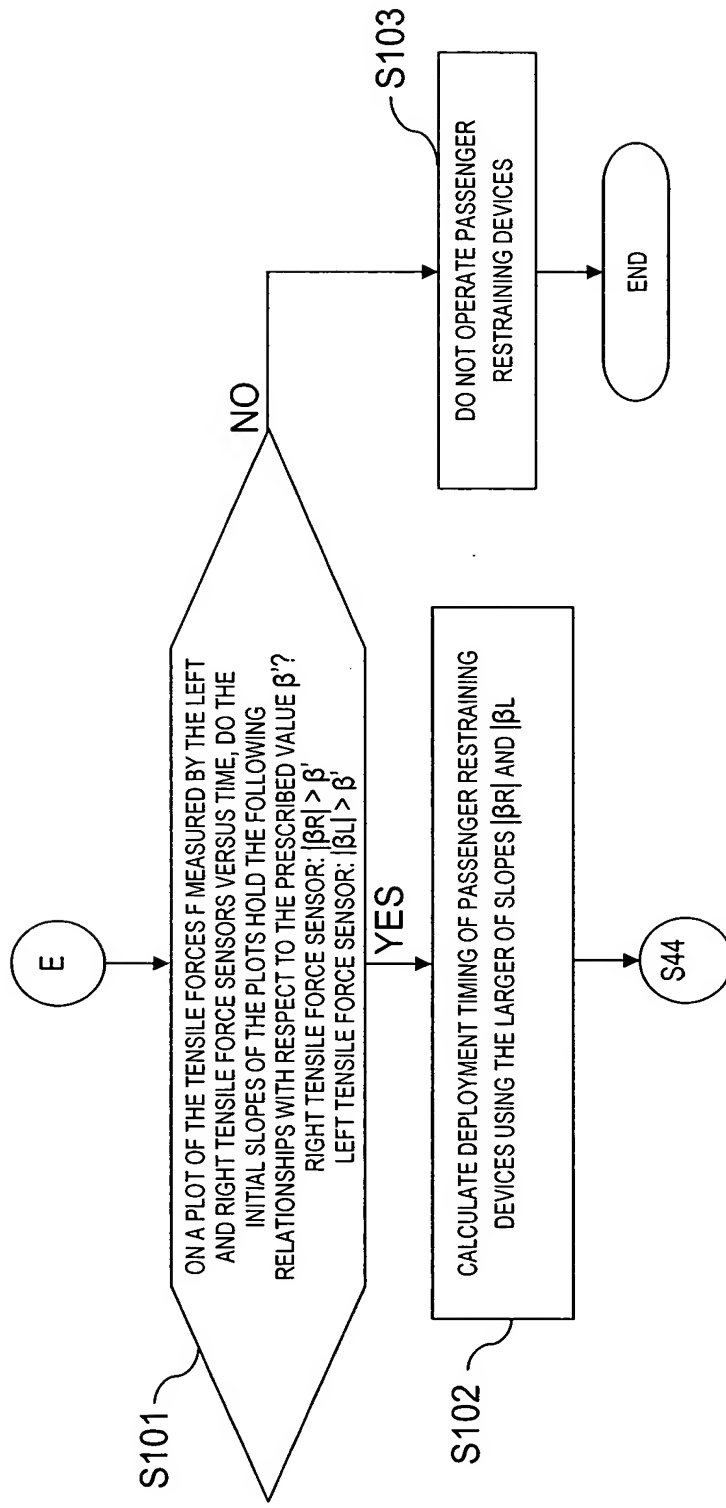 E
S101
ON A PLOT OF THE TENSILE FORCES F MEASURED BY THE LEFT
AND RIGHT TENSILE FORCE SENSORS VERSUS TIME, DO THE
INITIAL SLOPES OF THE PLOTS HOLD THE FOLLOWING
RELATIONSHIPS WITH RESPECT TO THE PRESCRIBED VALUE β'?
RIGHT TENSILE FORCE SENSOR: |βR| > β'
LEFT TENSILE FORCE SENSOR: |βL| > β'
NO
YES
S102
CALCULATE DEPLOYMENT TIMING OF PASSENGER RESTRAINING
DEVICES USING THE LARGER OF SLOPES |βR| AND |βL
S44
S103
DO NOT OPERATE PASSENGER
RESTRAINING DEVICES
END